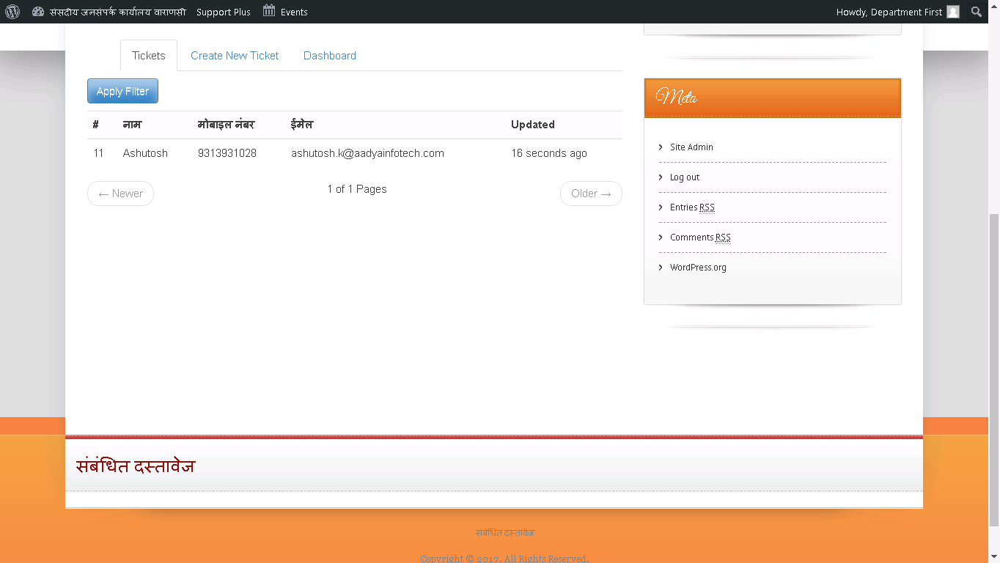 संसदीय जनसंपर्क कार्यालय वाराणसी Support Plus Events Howdy, Department First
Tickets Create New Ticket Dashboard
Apply Filter
# नाम मोबाइल नंबर ईमेल Updated
11 Ashutosh 9313931028 ashutosh.k@aadyainfotech.com 16 seconds ago
← Newer 1 of 1 Pages Older →
Meta
Site Admin
Log out
Entries RSS
Comments RSS
WordPress.org
संबंधित दस्तावेज
संबंधित दस्तावेज
Copyright © 2017. All Rights Reserved.